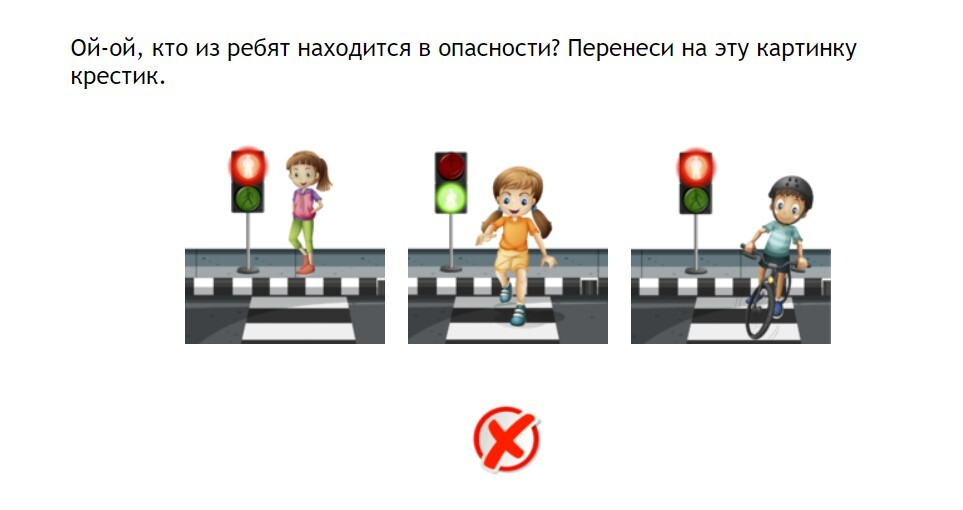 Ой-ой, кто из ребят находится в опасности? Перенеси на эту картинку
крестик.